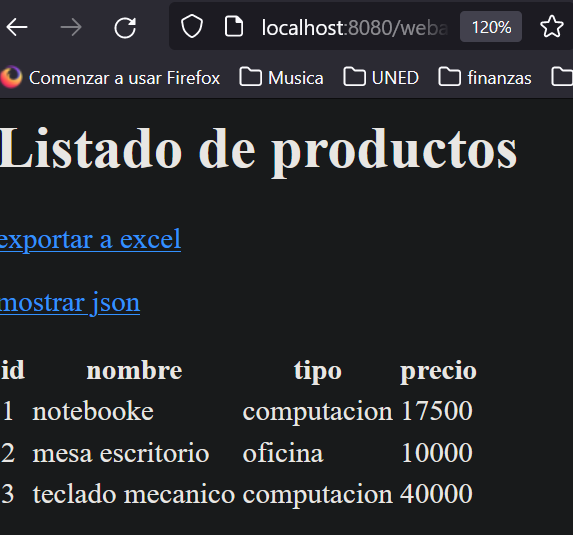 localhost:8080/weba
120%
Comenzar a usar Firefox Musica UNED finanzas
Listado de productos
exportar a excel
mostrar json
id nombre tipo precio
1 notebooke computacion 17500
2 mesa escritorio oficina 10000
3 teclado mecanico computacion 40000